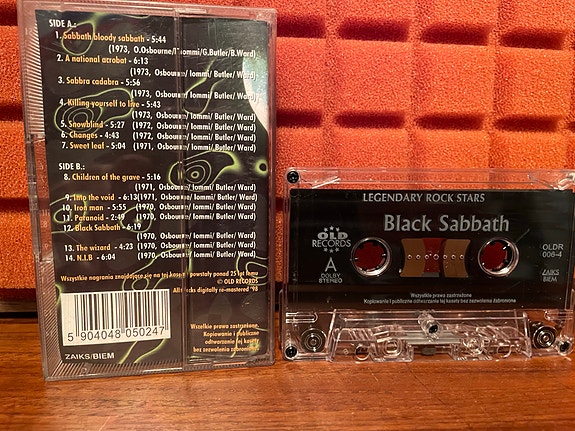 SIDE A.:
1. Sabbath bloody sabbath - 5:44
(1973, O.Osbourne/T.Iommi/G.Butler/B.Ward)
2. A national acrobat - 6:13
(1973, Osbourne/ Iommi/ Butler/ Ward)
3. Sabbra cadabra - 5:56
(1973, Osbourne/ Iommi/ Butler/ Ward)
4. Killing yourself to live - 5:43
(1973, Osbourne/ Iommi/ Butler/ Ward)
5. Snowblind - 5:27 (1972, Osbourne/ Iommi/ Butler/ Ward)
6. Changes - 4:43 (1972, Osbourne/ Iommi/ Butler/ Ward)
7. Sweet leaf - 5:04 (1971, Osbourne/ Iommi/ Butler/ Ward)
SIDE B.:
8. Children of the grave - 5:16
(1971, Osbourne/ Iommi/ Butler/ Ward)
9. Into the void - 6:13(1971, Osbourne/ Iommi/ Butler/ Ward)
10. Iron man - 5:55 (1970, Osbourne/ Iommi/ Butler/ Ward)
11. Paranoid - 2:49 (1970, Osbourne/ Iommi/ Butler/ Ward)
12. Black Sabbath - 6:19
(1970, Osbourne/ Iommi/ Butler/ Ward)
13. The wizard - 4:23 (1970, Osbourne/ Iommi/ Butler/ Ward)
14. N.I.B - 6:04 (1970, Osbourne/ Iommi/ Butler/ Ward)
Wszystkie nagrania znajdujące się na tej kasecie powstały ponad 25 lat temu
© OLD RECORDS
All tracks digitally re-mastered '98
5 904048 050247
ZAIKS/BIEM
Wszelkie prawa zastrzeżone.
Kopiowanie i publiczne
odtwarzanie tej kasety
bez zezwolenia zabronione.
LEGENDARY ROCK STARS
Black Sabbath
OLD
RECORDS
A
DOLBY
STEREO
OLDR
008-4
ZAIKS
BIEM
Wszystkie prawa zastrzeżone
Kopiowanie i publiczne odtwarzanie tej kasety bez zezwolenia zabronione